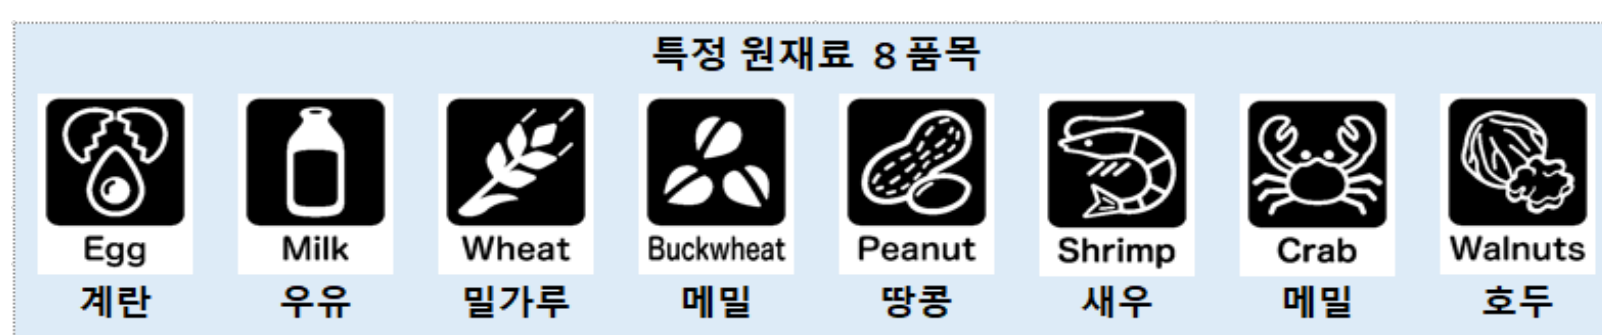 특정 원재료 8품목
Egg Milk Wheat Buckwheat Peanut Shrimp Crab Walnuts
계란 우유 밀가루 메밀 땅콩 새우 메밀 호두